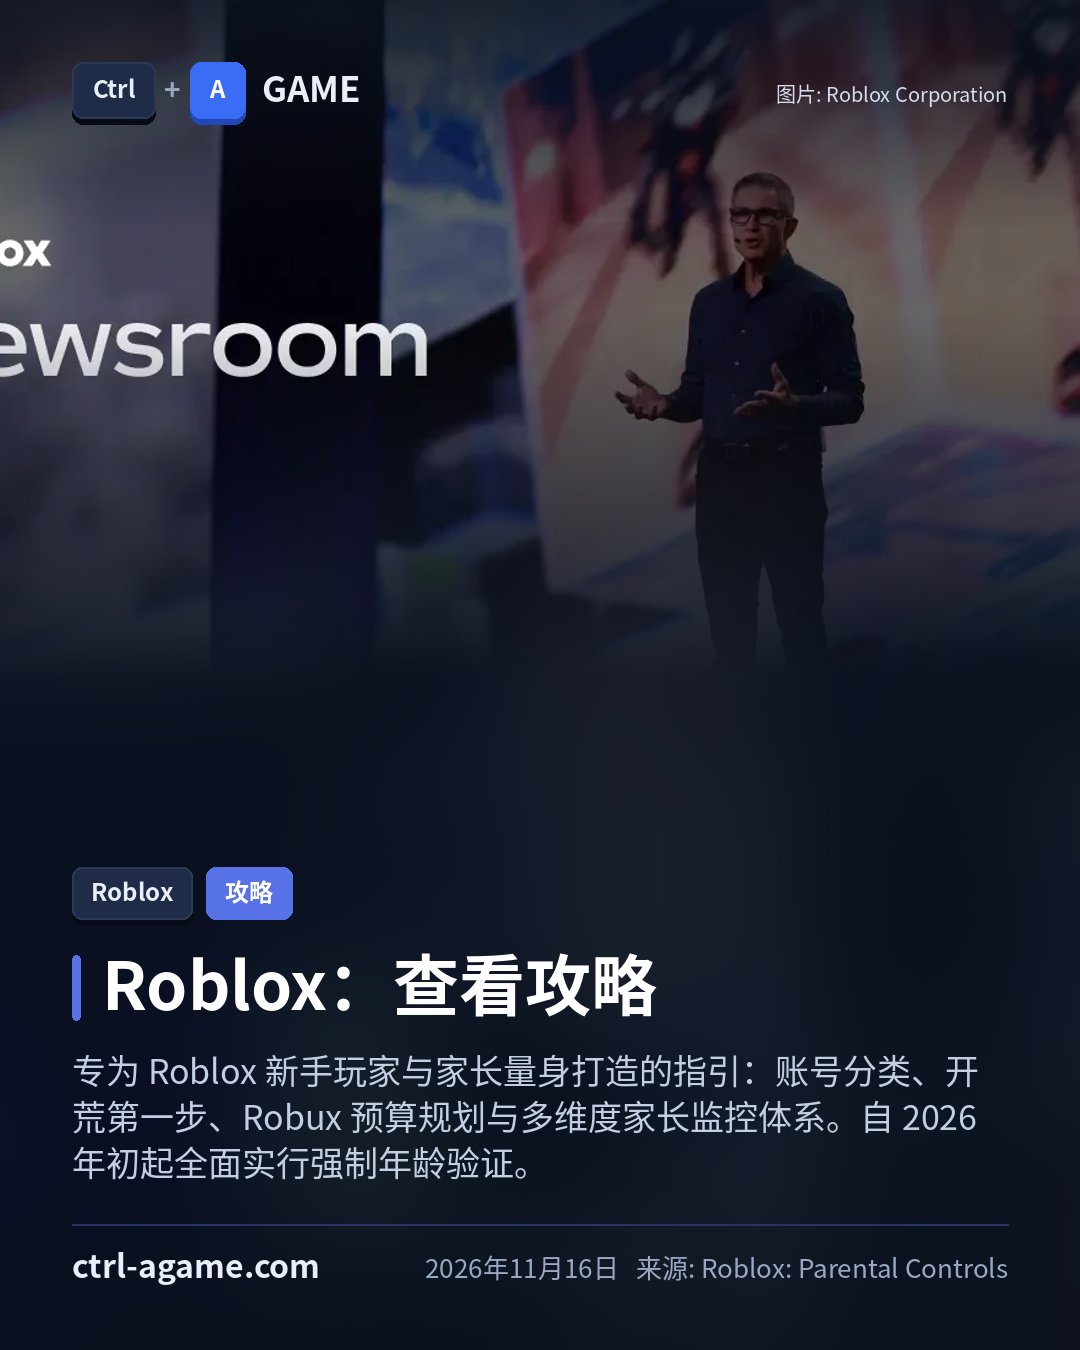 Ctrl + A GAME
图片: Roblox Corporation
ox
ewsroom
Roblox 攻略
Roblox：查看攻略
专为 Roblox 新手玩家与家长量身打造的指引：账号分类、开
荒第一步、Robux 预算规划与多维度家长监控体系。自 2026
年初起全面实行强制年龄验证。
ctrl-agame.com
2026年11月16日 来源: Roblox: Parental Controls